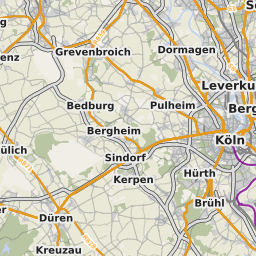 Grevenbroich
Dormagen
Leverku
Bedburg
Pulheim
Berg
Bergheim
Köln
ülich
Sindorf
Kerpen
Hürth
Brühl
Düren
Kreuzau